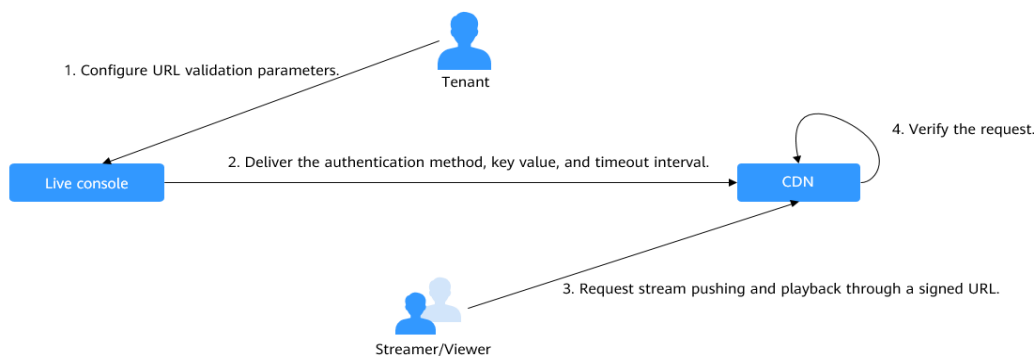 1. Configure URL validation parameters.
Tenant
4. Verify the request.
2. Deliver the authentication method, key value, and timeout interval.
Live console
CDN
3. Request stream pushing and playback through a signed URL.
Streamer/Viewer